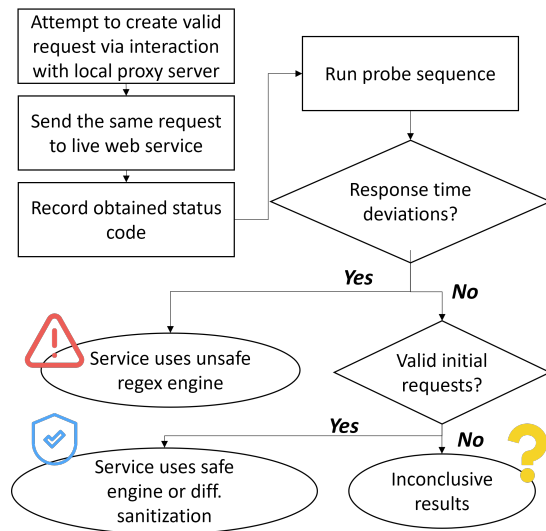 Attempt to create valid
request via interaction
with local proxy server
Send the same request
to live web service
Record obtained status
code
Run probe sequence
Response time
deviations?
Yes
No
Service uses unsafe
regex engine
Valid initial
requests?
Yes
No
Service uses safe
engine or diff.
sanitization
Inconclusive
results
?